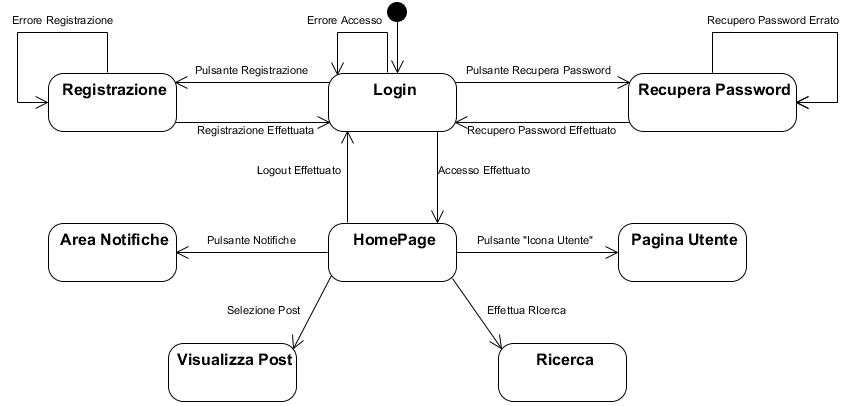 Errore Registrazione
Errore Accesso
Recupero Password Errato
Pulsante Registrazione
Pulsante Recupera Password
Registrazione
Login
Recupera Password
Registrazione Effettuata
Recupero Password Effettuato
Logout Effettuato
Accesso Effettuato
Area Notifiche
Pulsante Notifiche
HomePage
Pulsante "Icona Utente"
Pagina Utente
Selezione Post
Effettua RIcerca
Visualizza Post
Ricerca